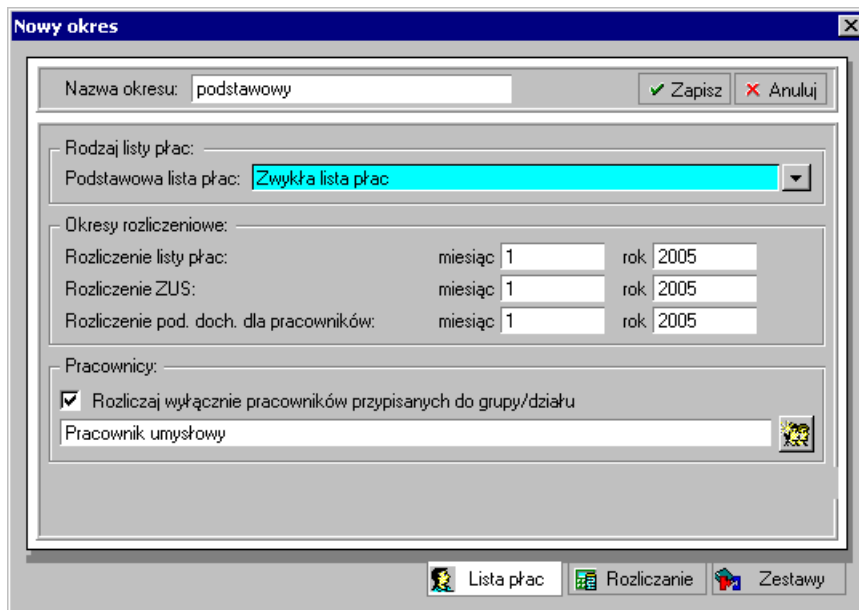 Nowy okres
Nazwa okresu: podstawowy Zapisz Anuluj
Rodzaj listy płac:
Podstawowa lista płac: Zwykła lista płac
Okresy rozliczeniowe:
Rozliczenie listy płac: miesiąc 1 rok 2005
Rozliczenie ZUS: miesiąc 1 rok 2005
Rozliczenie pod. doch. dla pracowników: miesiąc 1 rok 2005
Pracownicy:
Rozliczaj wyłącznie pracowników przypisanych do grupy/działu
Pracownik umysłowy
Lista płac Rozliczanie Zestawy